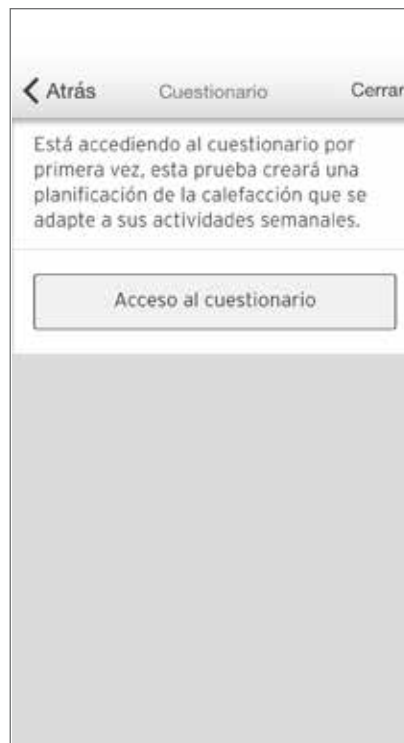 Atrás Cuestionario Cerrar
Está accediendo al cuestionario por
primera vez, esta prueba creará una
planificación de la calefacción que se
adapte a sus actividades semanales.
Acceso al cuestionario